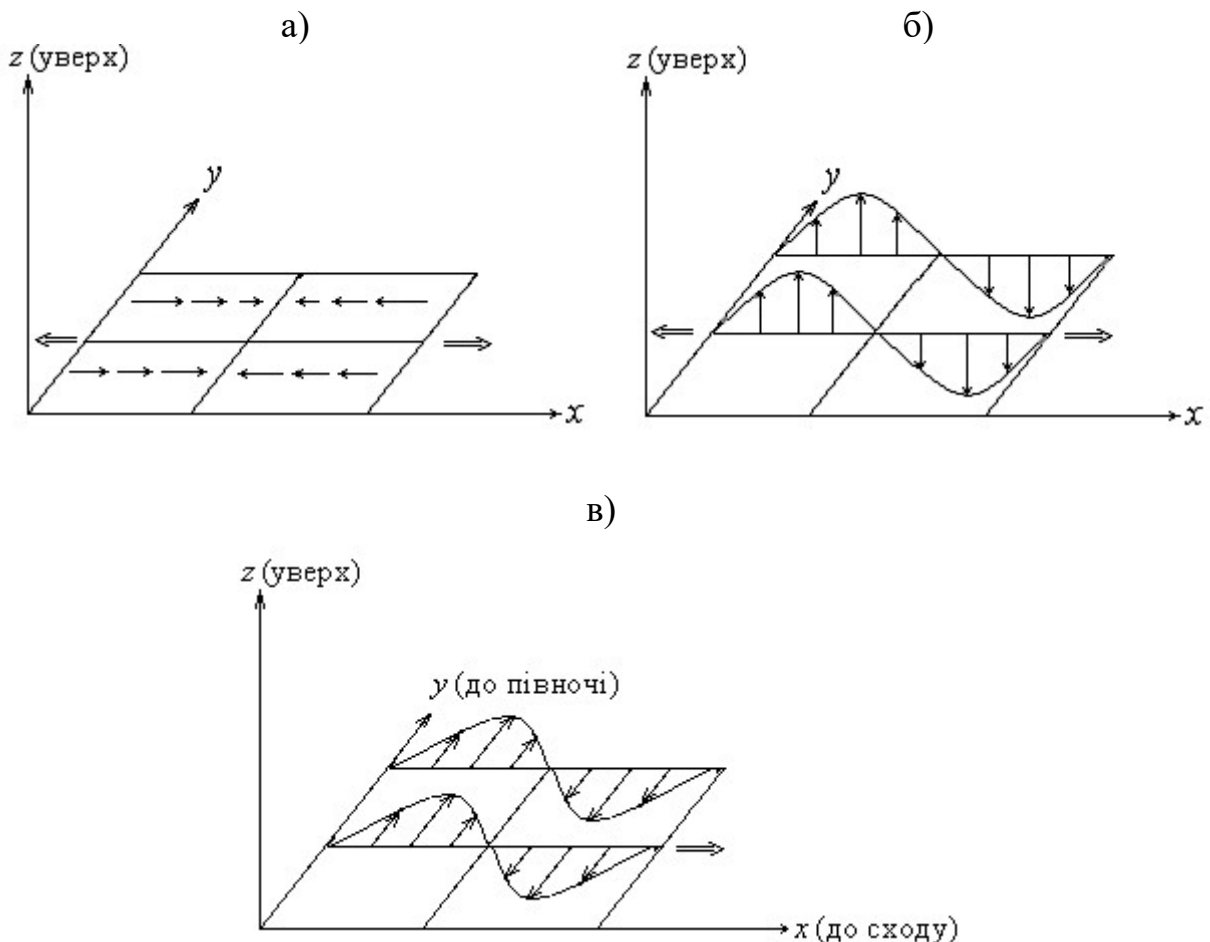 а)
б)
z (уверх)
z (уверх)
y
y
x
x
в)
z (уверх)
y (до півночі)
x (до сходу)